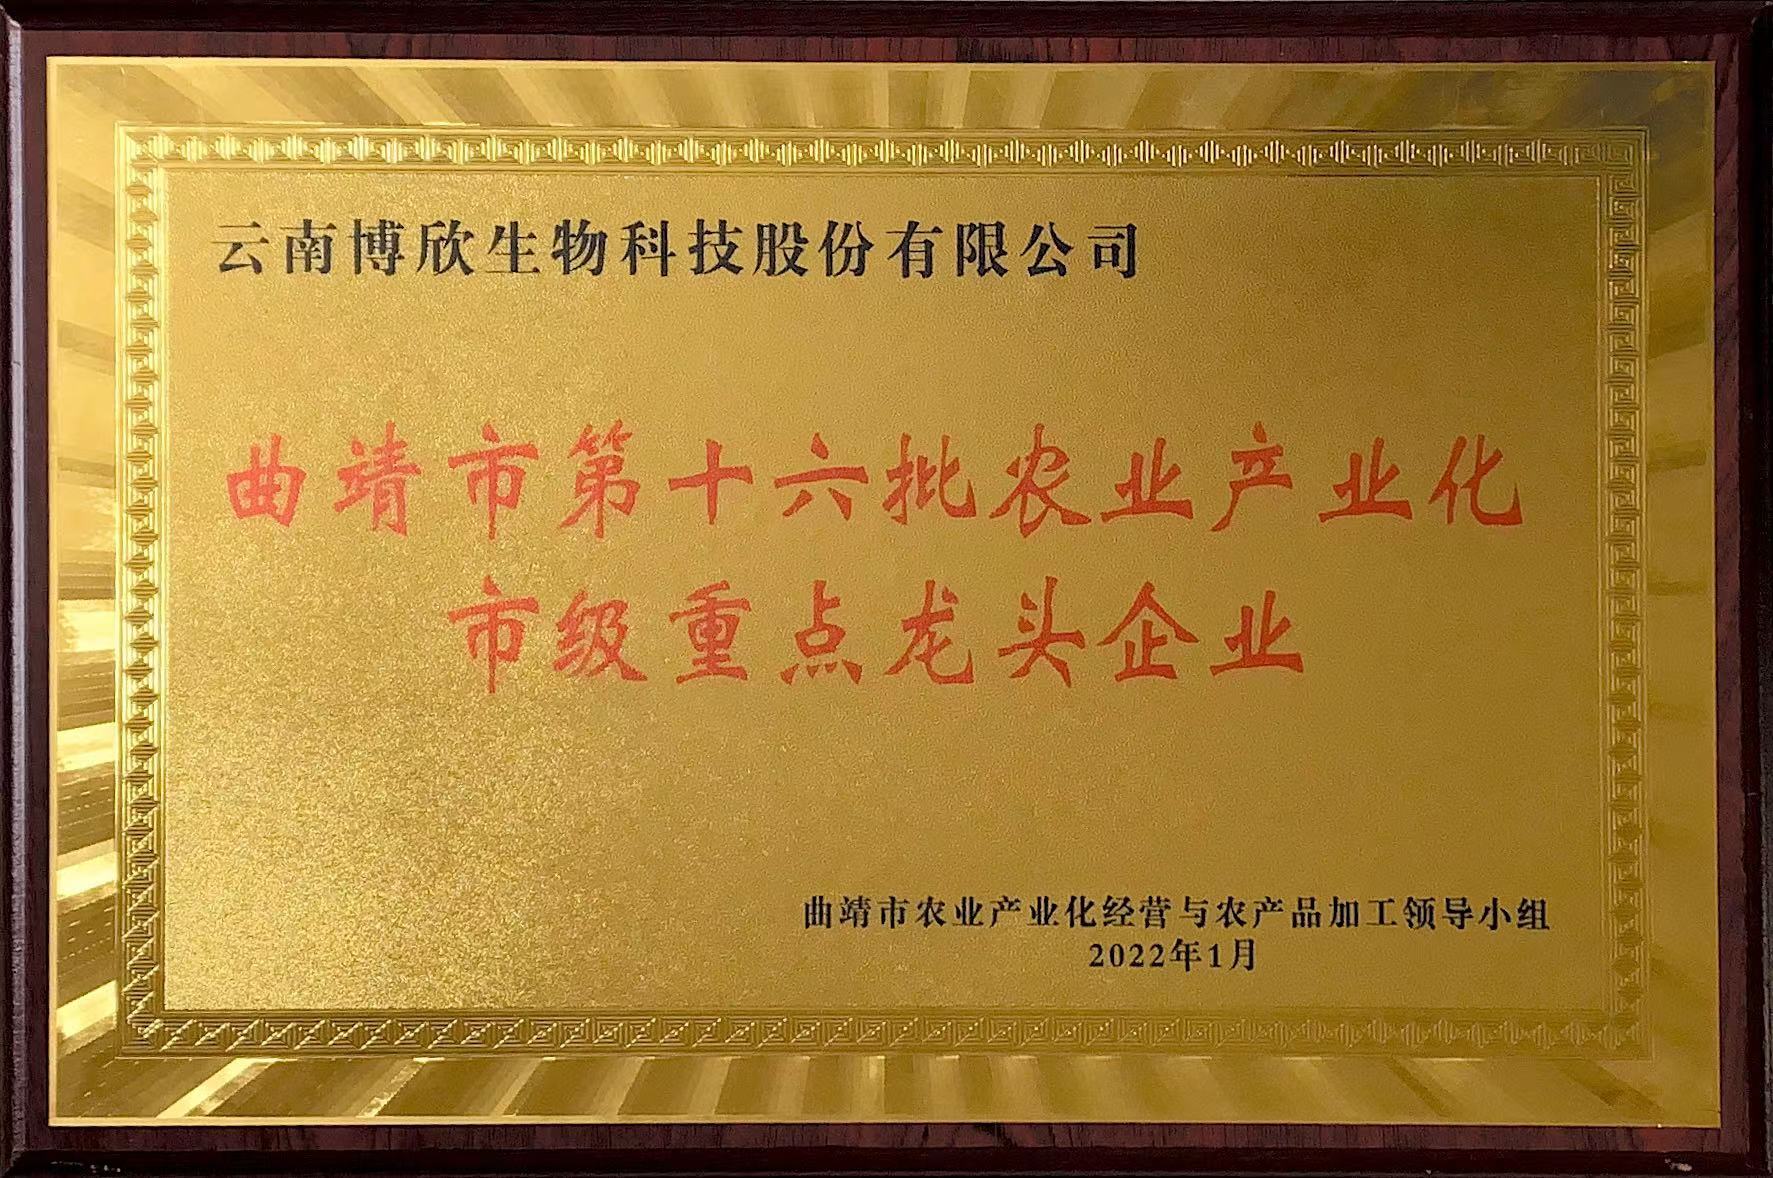 云南博欣生物科技股份有限公司
曲靖市第十六批农业产业化
市级重点龙头企业
曲靖市农业产业化经营与农产品加工领导小组
2022年1月